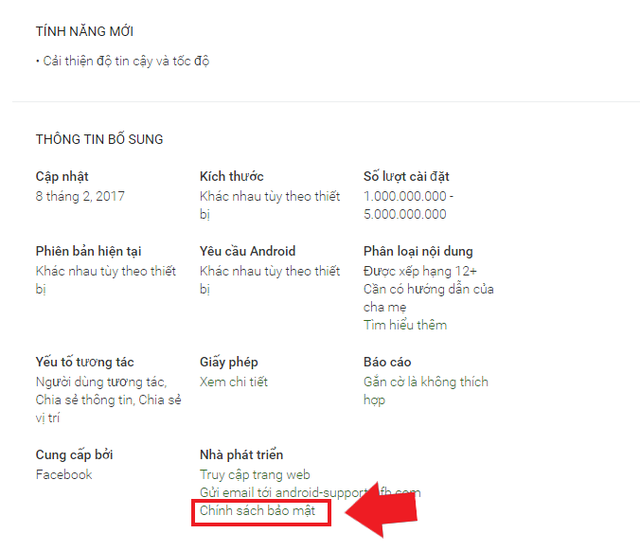 TÍNH NĂNG MỚI
• Cải thiện độ tin cậy và tốc độ
THÔNG TIN BỔ SUNG
Cập nhật
8 tháng 2, 2017
Kích thước
Khác nhau tùy theo thiết
bị
Số lượt cài đặt
1.000.000.000 -
5.000.000.000
Phiên bản hiện tại
Khác nhau tùy theo thiết
bị
Yêu cầu Android
Khác nhau tùy theo thiết
bị
Phân loại nội dung
Được xếp hạng 12+
Cần có hướng dẫn của
cha mẹ
Tìm hiểu thêm
Yếu tố tương tác
Người dùng tương tác,
Chia sẻ thông tin, Chia sẻ
vị trí
Giấy phép
Xem chi tiết
Báo cáo
Gắn cờ là không thích
hợp
Cung cấp bởi
Facebook
Nhà phát triển
Truy cập trang web
Gửi email tới android-support fb.com
Chính sách bảo mật